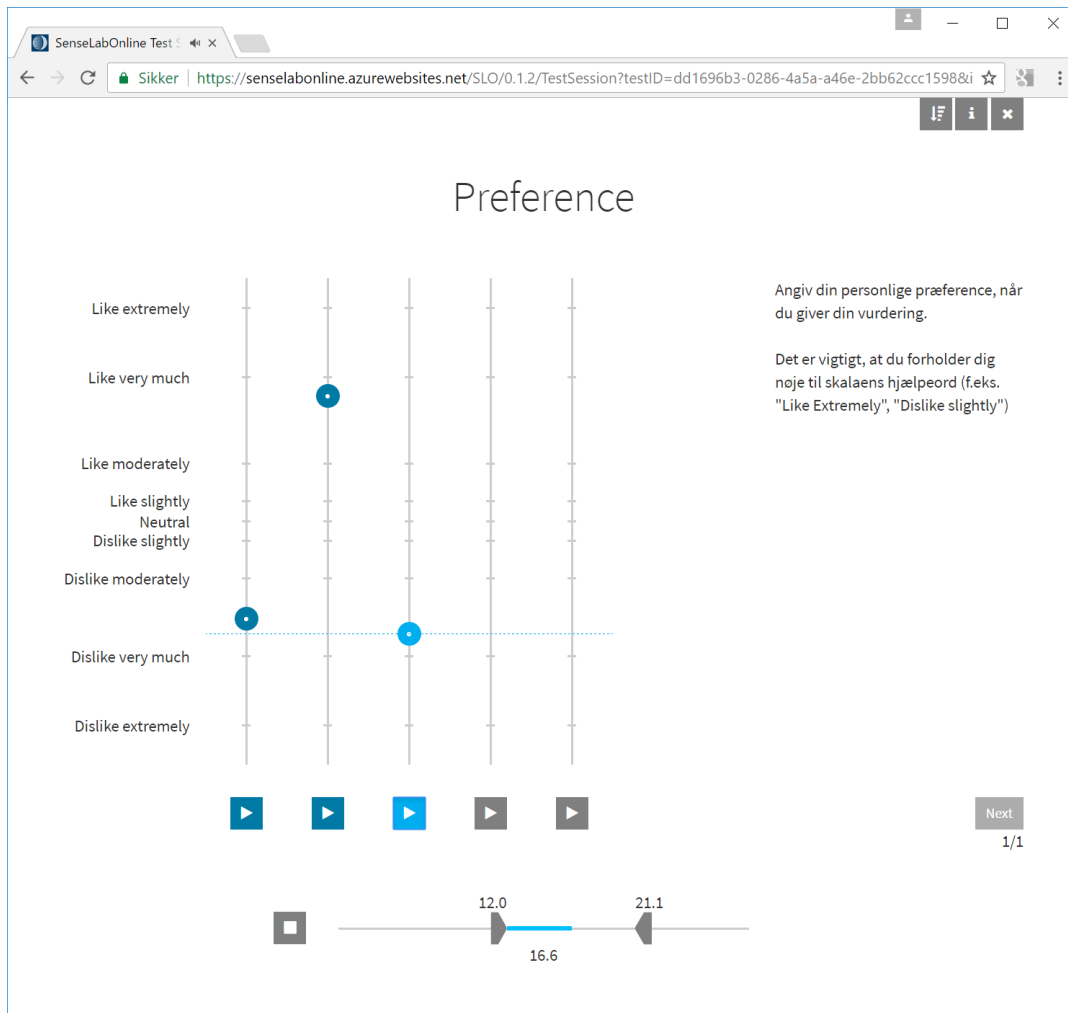 SenseLabOnline Test S
Sikker
https://senselabonline.azurewebsites.net/SLO/0.1.2/TestSession?testID=dd1696b3-0286-4a5a-a46e-2bb62ccc1598&i
Preference
Like extremely
Like very much
Like moderately
Like slightly
Neutral
Dislike slightly
Dislike moderately
Dislike very much
Dislike extremely
Angiv din personlige præference, når
du giver din vurdering.
Det er vigtigt, at du forholder dig
nøje til skalaens hjælpeord (f.eks.
"Like Extremely", "Dislike slightly")
Next
1/1
12.0
21.1
16.6